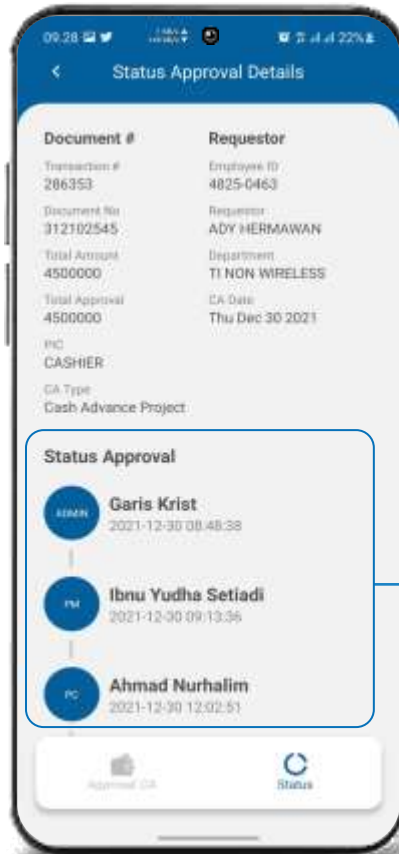 09.28
22%
Status Approval Details
Document #
Requestor
Transaction #
Employee ID
286353
4825-0463
Document No
Requestor
312102545
ADY HERMAWAN
Total Amount
Department
4500000
TI NON WIRELESS
Total Approval
CA Date
4500000
Thu Dec 30 2021
PIC
CASHIER
CA Type
Cash Advance Project
Status Approval
ADMIN
Garis Krist
2021-12-30 08:48:38
PM
Ibnu Yudha Setiadi
2021-12-30 09:13:36
PC
Ahmad Nurhalim
2021-12-30 12:02:51
Approval CA
Status